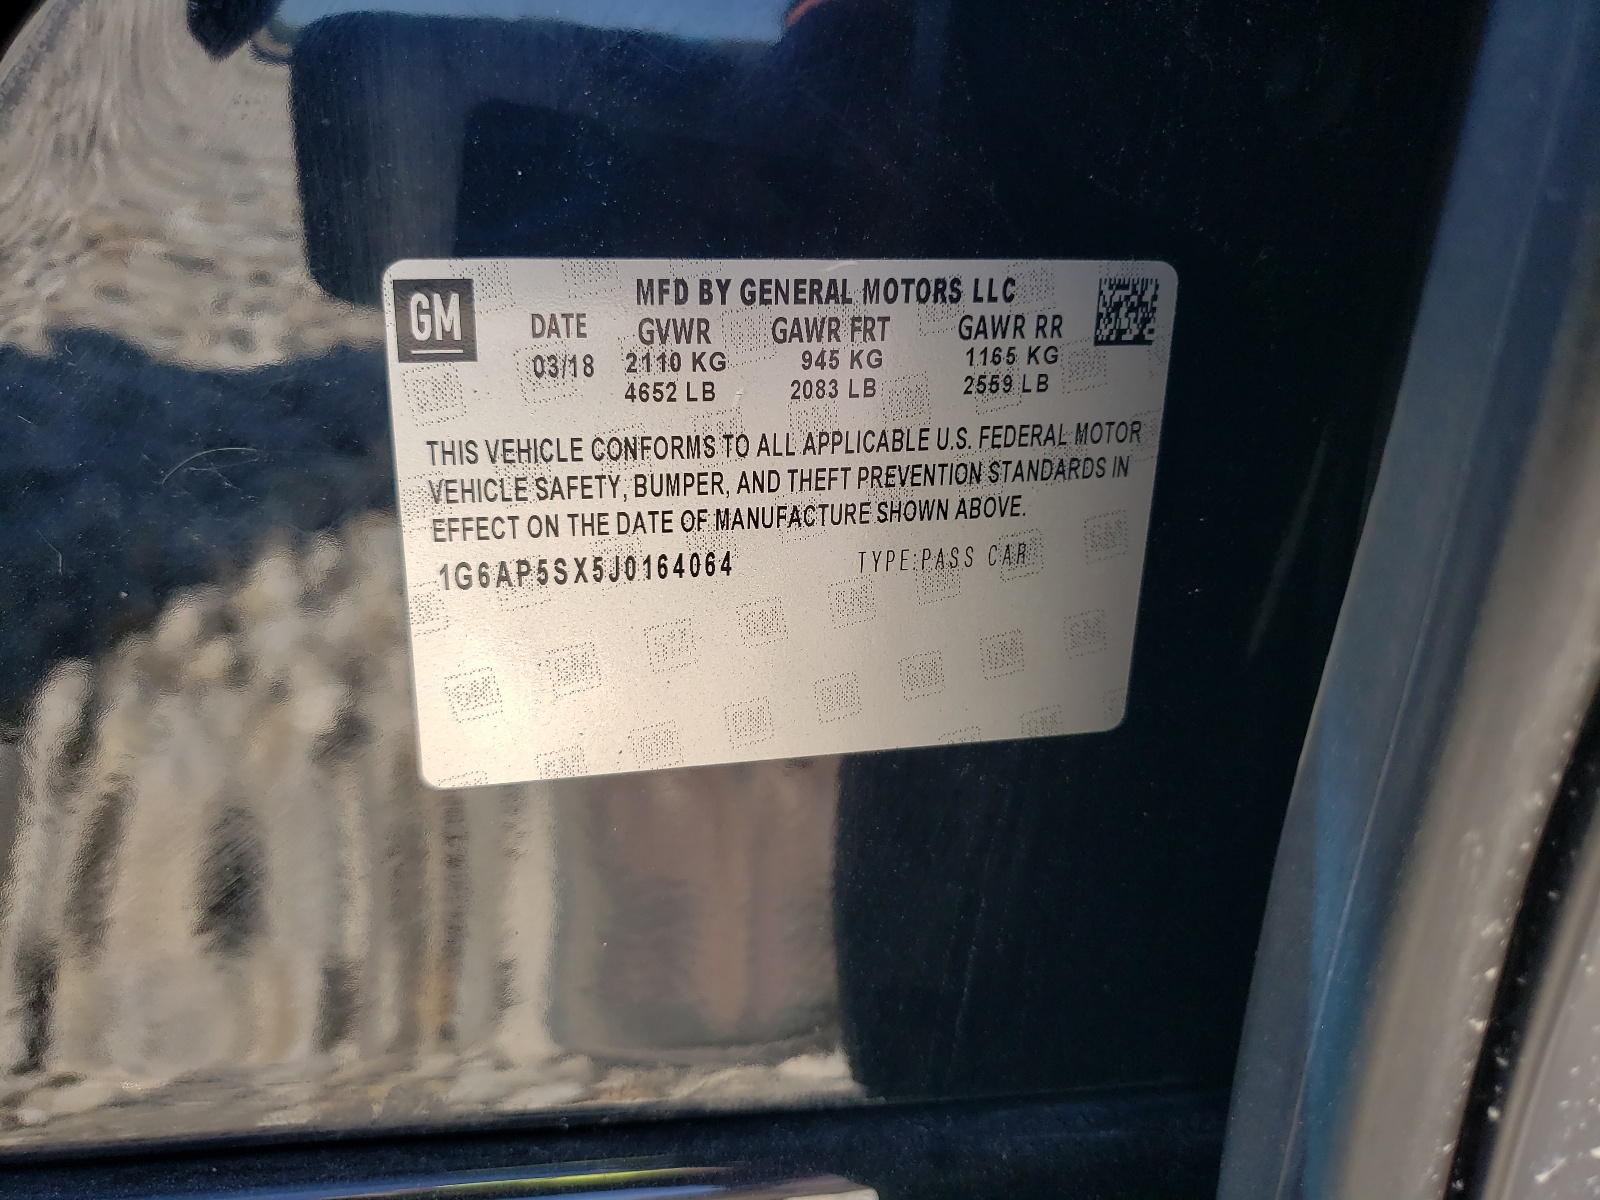 GM
MFD BY GENERAL MOTORS LLC
DATE GVWR GAWR FRT GAWR RR
03/18 2110 KG 945 KG 1165 KG
4652 LB 2083 LB 2559 LB
THIS VEHICLE CONFORMS TO ALL APPLICABLE U.S. FEDERAL MOTOR
VEHICLE SAFETY, BUMPER, AND THEFT PREVENTION STANDARDS IN
EFFECT ON THE DATE OF MANUFACTURE SHOWN ABOVE.
1G6AP5SX5J0164064 TYPE:PASS CAR